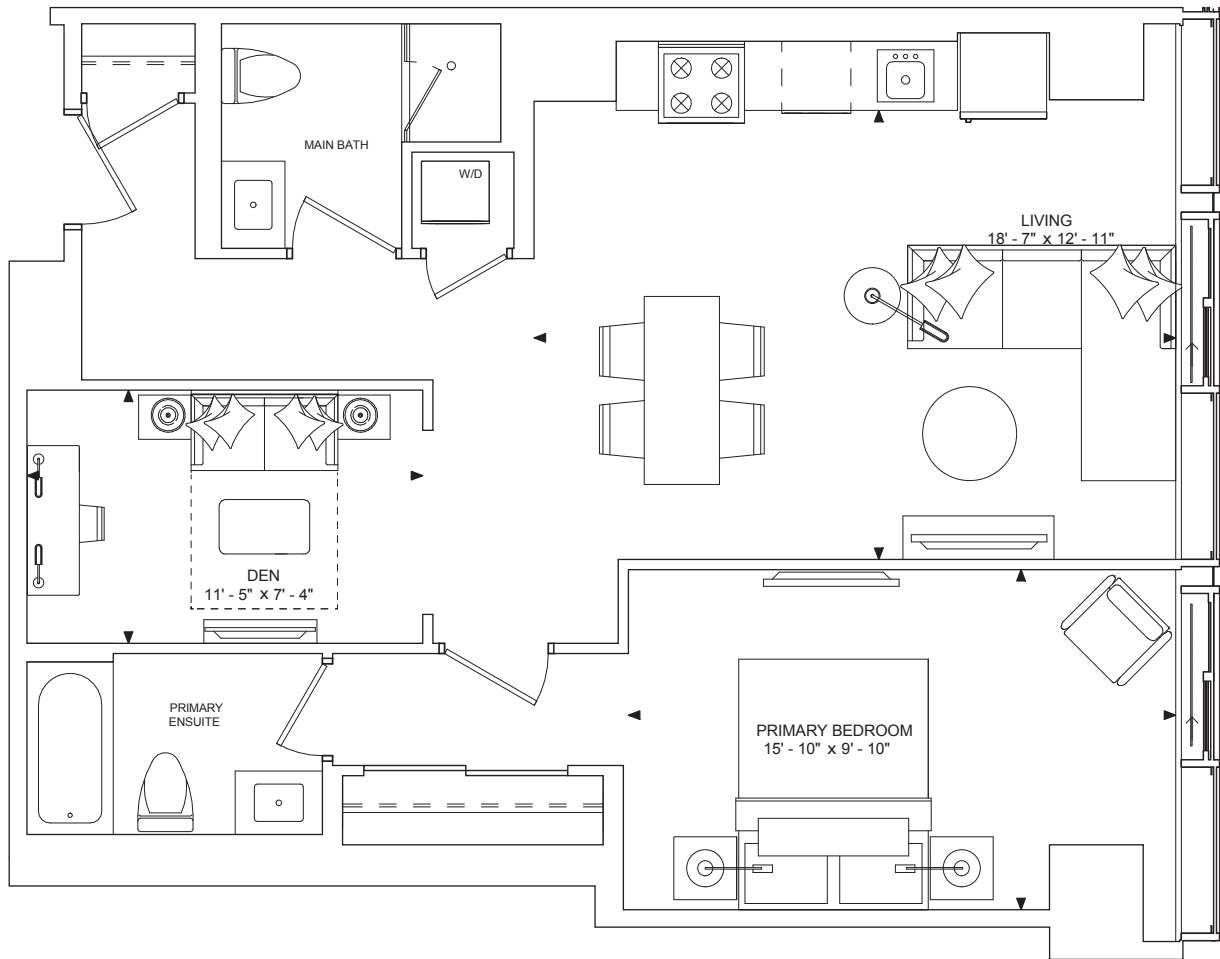 MAIN BATH
W/D
LIVING
18' - 7" x 12' - 11"
DEN
11' - 5" x 7' - 4"
PRIMARY
ENSUITE
PRIMARY BEDROOM
15' - 10" x 9' - 10"